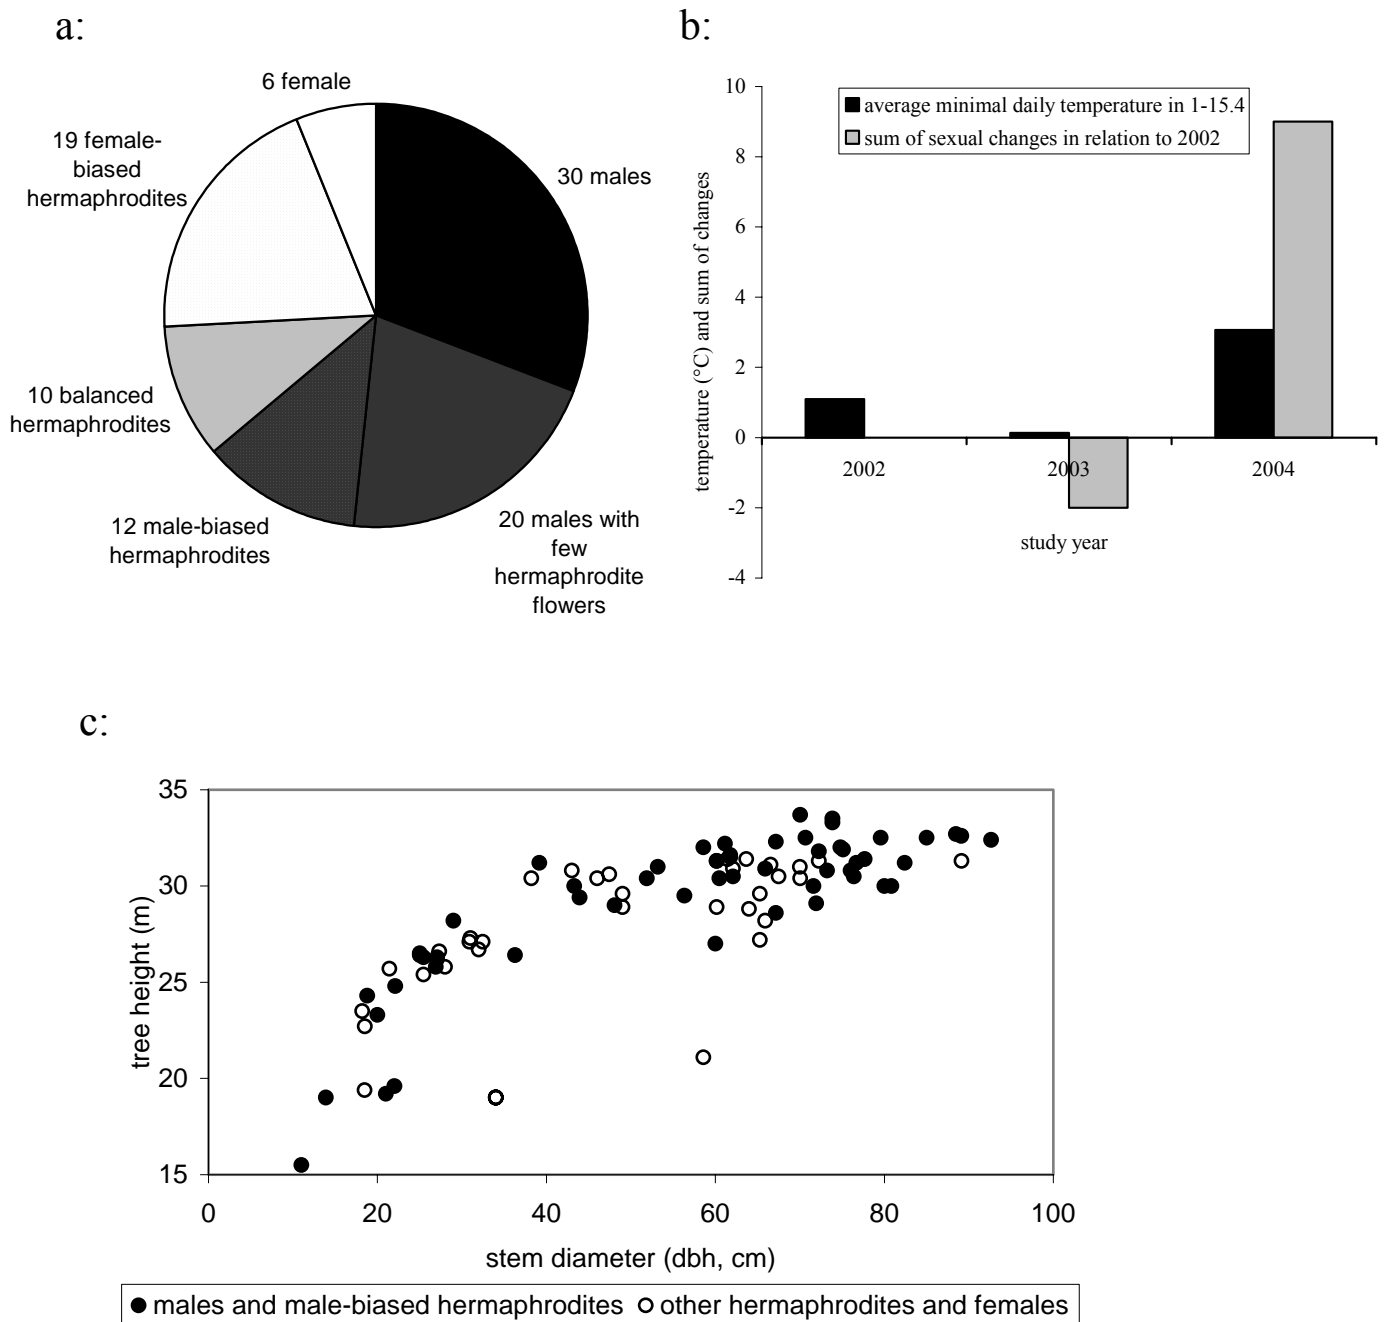 a:
6 female
19 female-
biased
hermaphrodites
30 males
10 balanced
hermaphrodites
12 male-biased
hermaphrodites
20 males with
few
hermaphrodite
flowers
b:
average minimal daily temperature in 1-15.4
sum of sexual changes in relation to 2002
temperature (°C) and sum of changes
10
8
6
4
2
0
-2
-4
2002
2003
2004
study year
c:
tree height (m)
35
30
25
20
15
0
20
40
60
80
100
stem diameter (dbh, cm)
males and male-biased hermaphrodites
other hermaphrodites and females